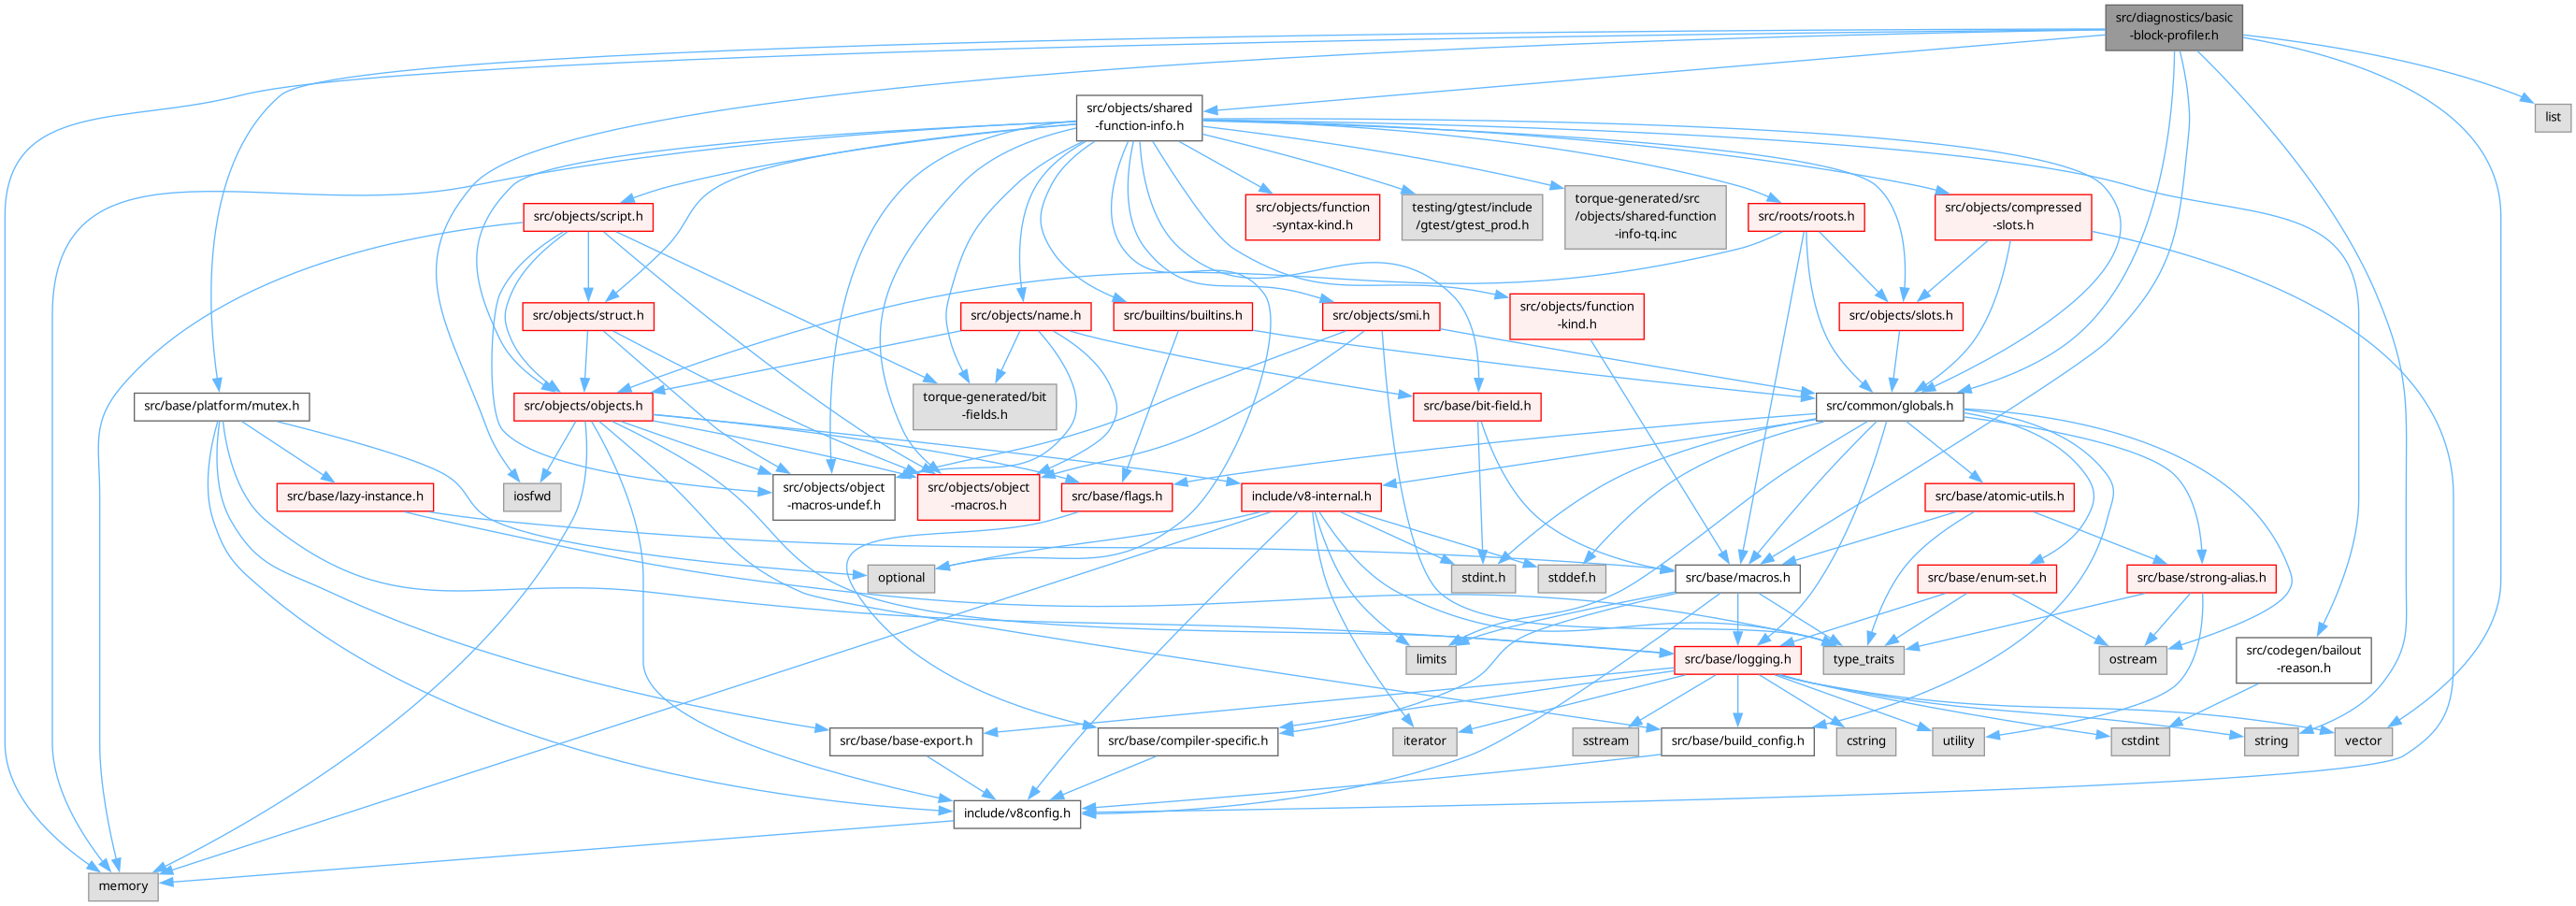 src/diagnostics/basic
-block-profiler.h
src/objects/shared
-function-info.h
list
src/objects/script.h
src/objects/function
-syntax-kind.h
testing/gtest/include
/gtest/gtest_prod.h
torque-generated/src
/objects/shared-function
-info-tq.inc
src/roots/roots.h
src/objects/compressed
-slots.h
src/objects/struct.h
src/objects/name.h
src/builtins/builtins.h
src/objects/smi.h
src/objects/function
-kind.h
src/objects/slots.h
src/base/platform/mutex.h
src/objects/objects.h
torque-generated/bit
-fields.h
src/base/bit-field.h
src/common/globals.h
src/base/lazy-instance.h
iosfwd
src/objects/object
-macros-undef.h
src/objects/object
-macros.h
src/base/flags.h
include/v8-internal.h
src/base/atomic-utils.h
optional
stdint.h
stddef.h
src/base/macros.h
src/base/enum-set.h
src/base/strong-alias.h
limits
src/base/logging.h
type_traits
ostream
src/codegen/bailout
-reason.h
src/base/base-export.h
src/base/compiler-specific.h
iterator
sstream
src/base/build_config.h
cstring
utility
cstdint
string
vector
include/v8config.h
memory